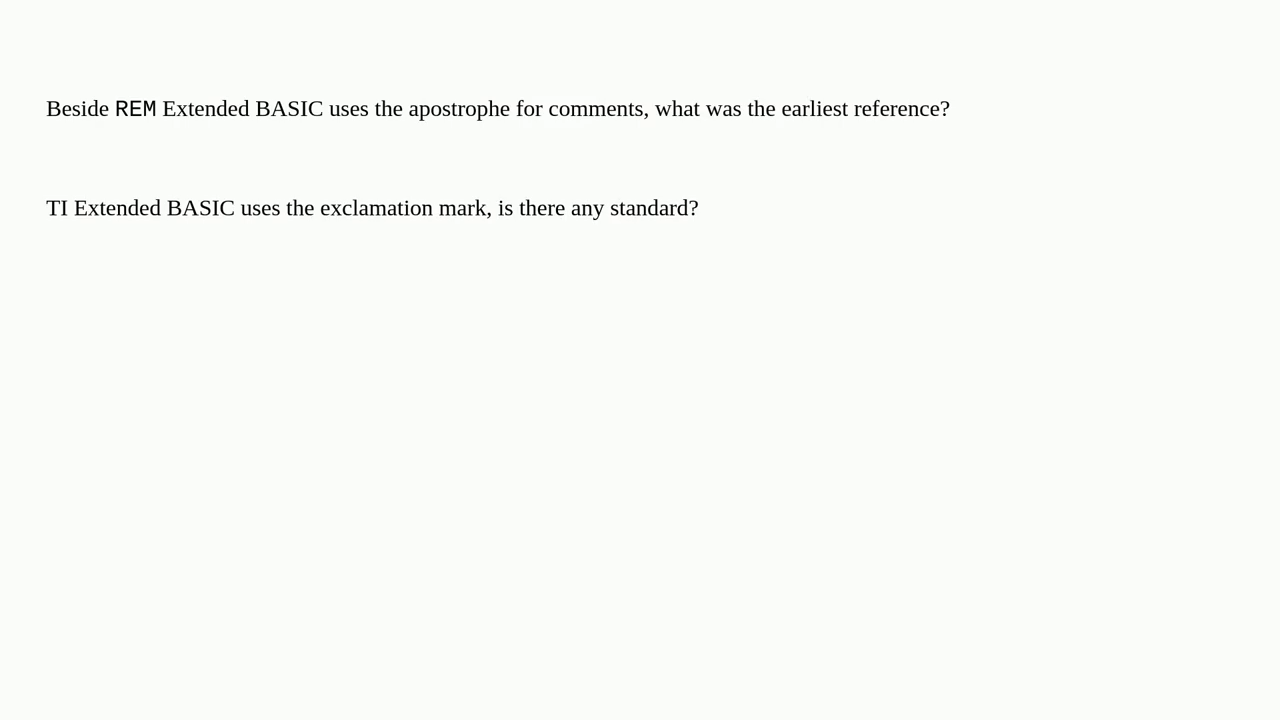 Beside REM Extended BASIC uses the apostrophe for comments, what was the earliest reference?
TI Extended BASIC uses the exclamation mark, is there any standard?